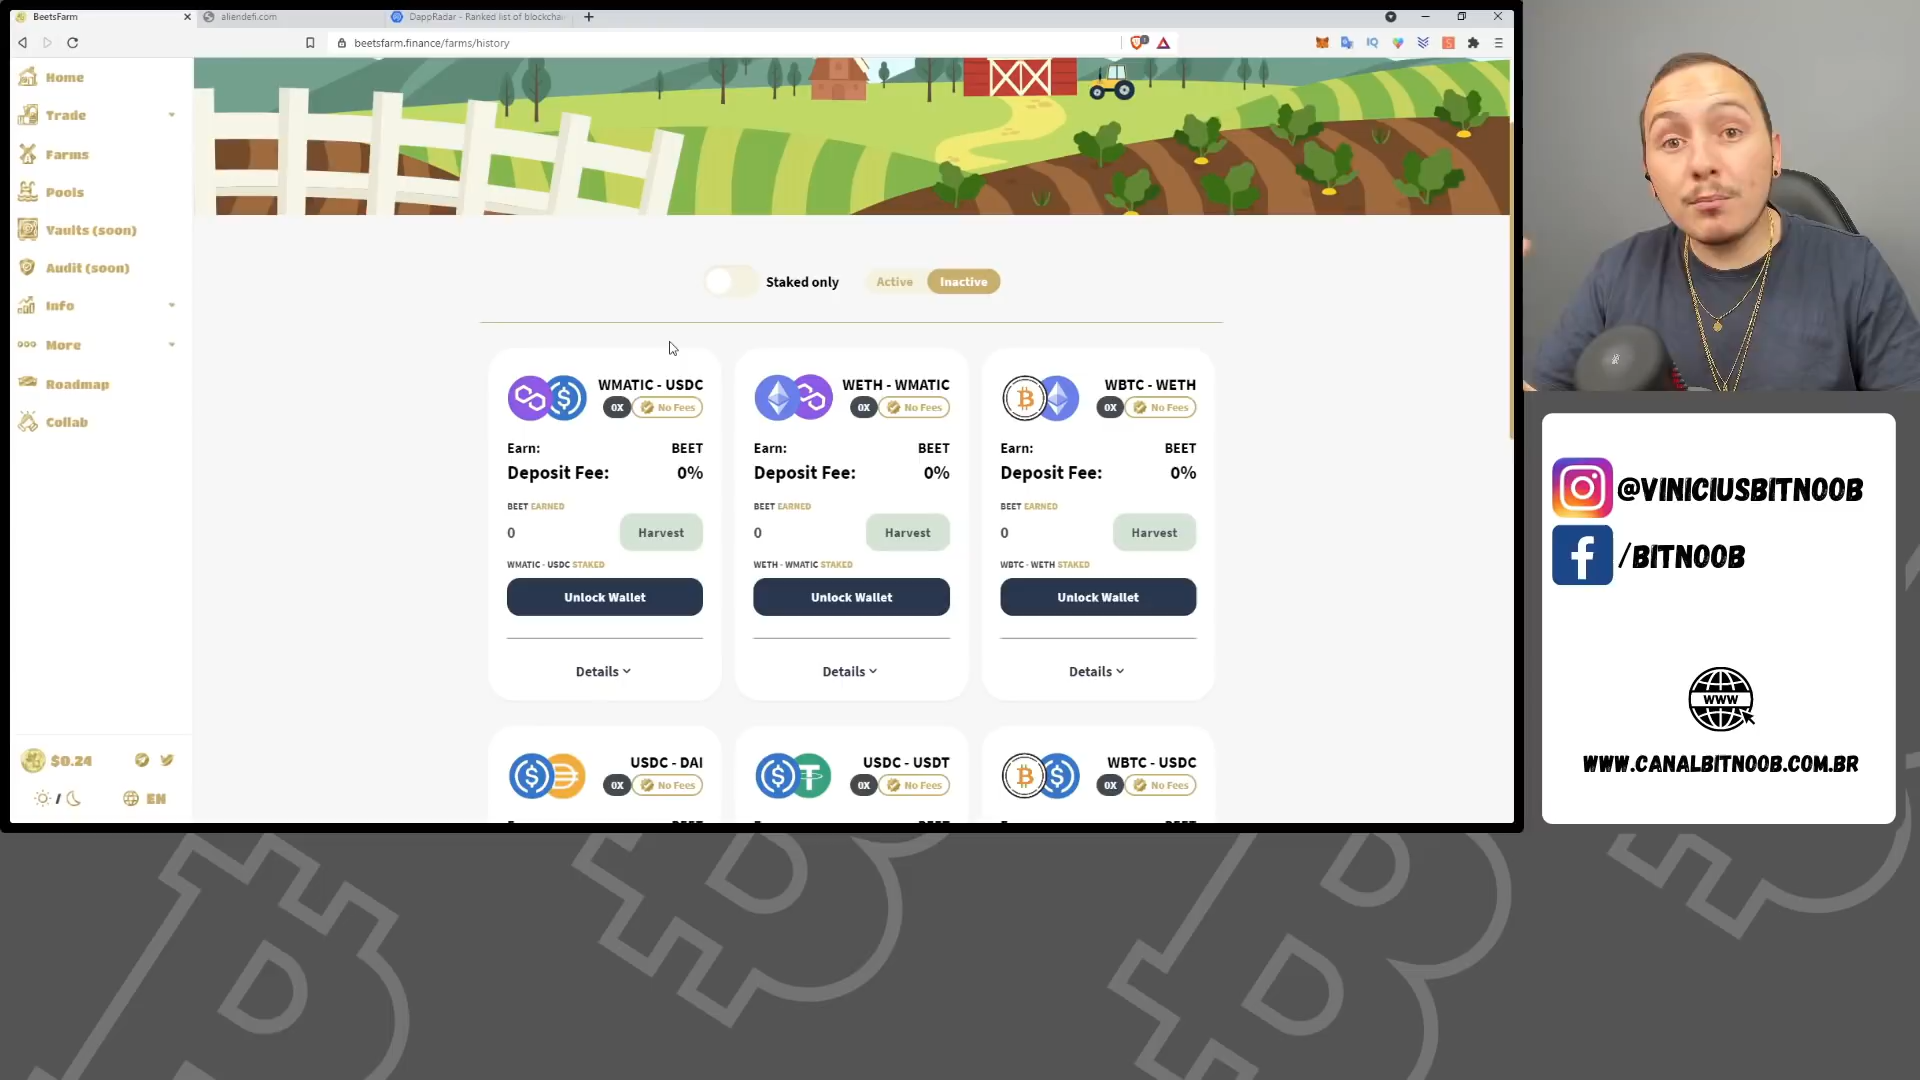 BeetsFarm
aliendefi.com
DappRadar - Ranked list of blockchai
beetsfarm.finance/farms/history
Home
Trade
Farms
Pools
Vaults (soon)
Audit (soon)
Info
More
Roadmap
Collab
$0.24
EN
Staked only
Active
Inactive
WMATIC - USDC
0X
No Fees
Earn:
BEET
Deposit Fee:
0%
BEET EARNED
0
Harvest
WMATIC - USDC STAKED
Unlock Wallet
Details
WETH - WMATIC
0X
No Fees
Earn:
BEET
Deposit Fee:
0%
BEET EARNED
0
Harvest
WETH - WMATIC STAKED
Unlock Wallet
Details
WBTC - WETH
0X
No Fees
Earn:
BEET
Deposit Fee:
0%
BEET EARNED
0
Harvest
WBTC - WETH STAKED
Unlock Wallet
Details
USDC - DAI
0X
No Fees
USDC - USDT
0X
No Fees
WBTC - USDC
0X
No Fees
@VINICIUSBITNOOB
/BITNOOB
WWW
WWW.CANALBITNOOB.COM.BR